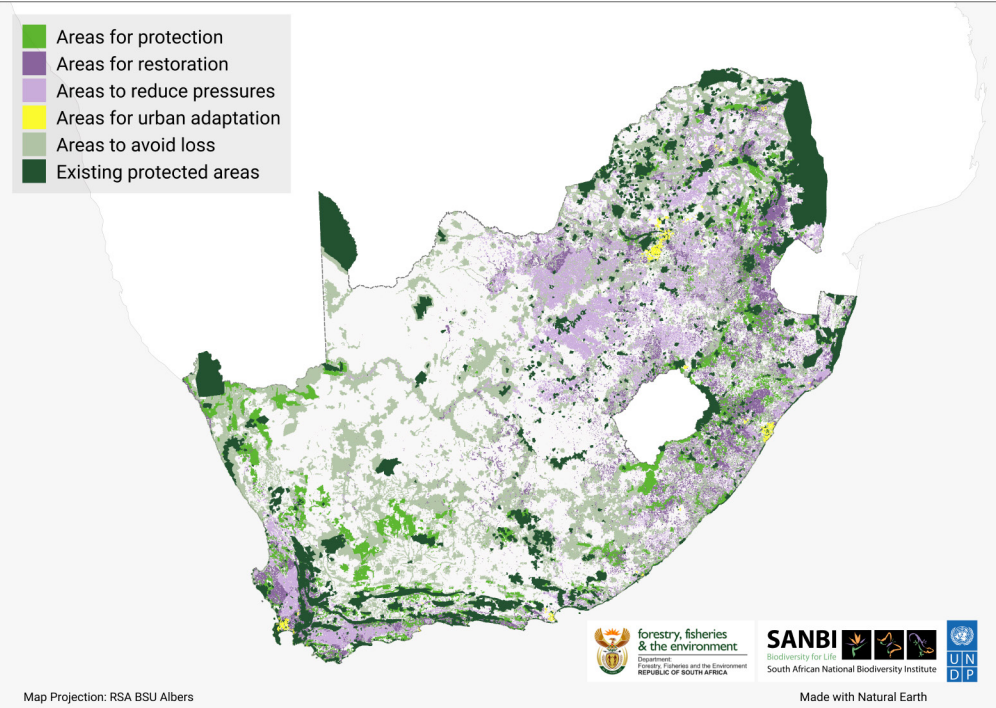 Areas for protection
Areas for restoration
Areas to reduce pressures
Areas for urban adaptation
Areas to avoid loss
Existing protected areas
forestry, fisheries
& the environment
Department:
Forestry, Fisheries and the Environment
REPUBLIC OF SOUTH AFRICA
SANBI
Biodiversity for Life
South African National Biodiversity Institute
U N
D P
Map Projection: RSA BSU Albers
Made with Natural Earth